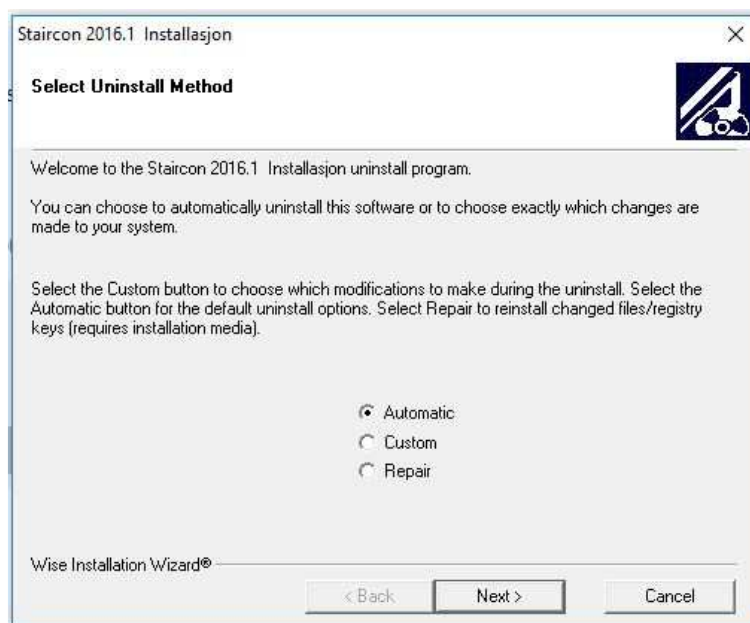 Staircon 2016.1  Installasjon
Select Uninstall Method
Welcome to the Staircon 2016.1  Installasjon uninstall program.
You can choose to automatically uninstall this software or to choose exactly which changes are
made to your system.
Select the Custom button to choose which modifications to make during the uninstall. Select the
Automatic button for the default uninstall options. Select Repair to reinstall changed files/registry
keys (requires installation media).
Automatic
Custom
Repair
Wise Installation Wizard®
< Back
Next >
Cancel